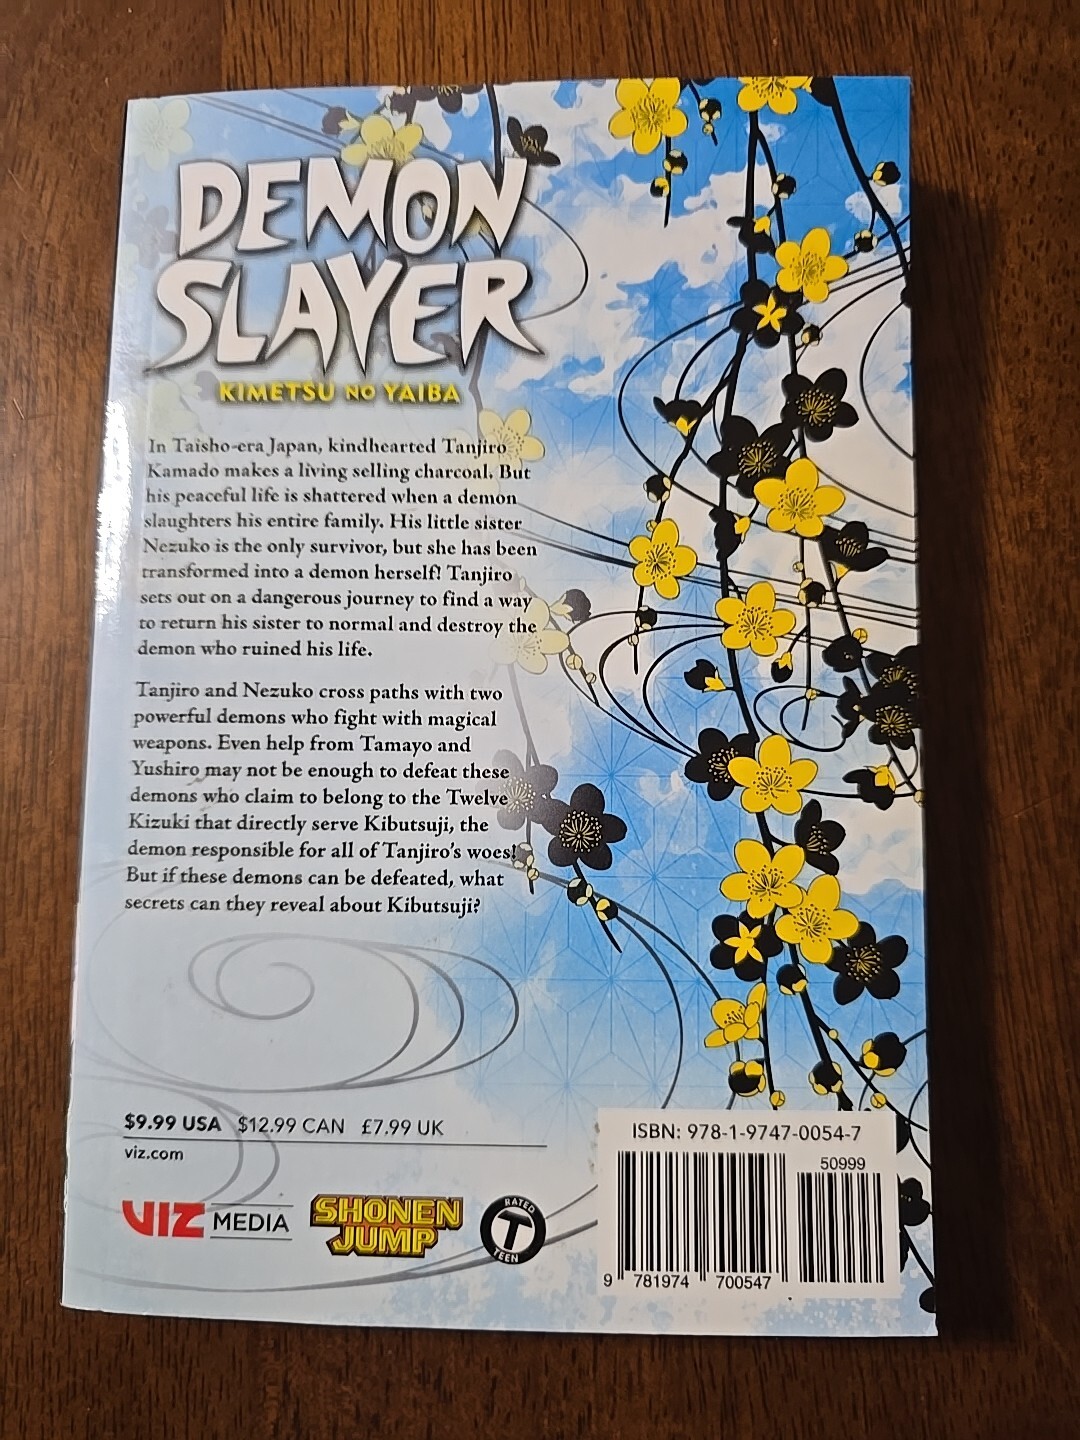 DEMON
SLAYER
KIMETSU NO YAIBA
In Taisho-era Japan, kindhearted Tanjiro
Kamado makes a living selling charcoal. But
his peaceful life is shattered when a demon
slaughters his entire family. His little sister
Nezuko is the only survivor, but she has been
transformed into a demon herself! Tanjiro
sets out on a dangerous journey to find a way
to return his sister to normal and destroy the
demon who ruined his life.
Tanjiro and Nezuko cross paths with two
powerful demons who fight with magical
weapons. Even help from Tamayo and
Yushiro may not be enough to defeat these
demons who claim to belong to the Twelve
Kizuki that directly serve Kibutsuji, the
demon responsible for all of Tanjiro's woes!
But if these demons can be defeated, what
secrets can they reveal about Kibutsuji?
$9.99 USA $12.99 CAN £7.99 UK
viz.com
VIZ MEDIA
SHONEN
JUMP
RATED
T
TEEN
ISBN: 978-1-9747-0054-7
50999
9 781974 700547